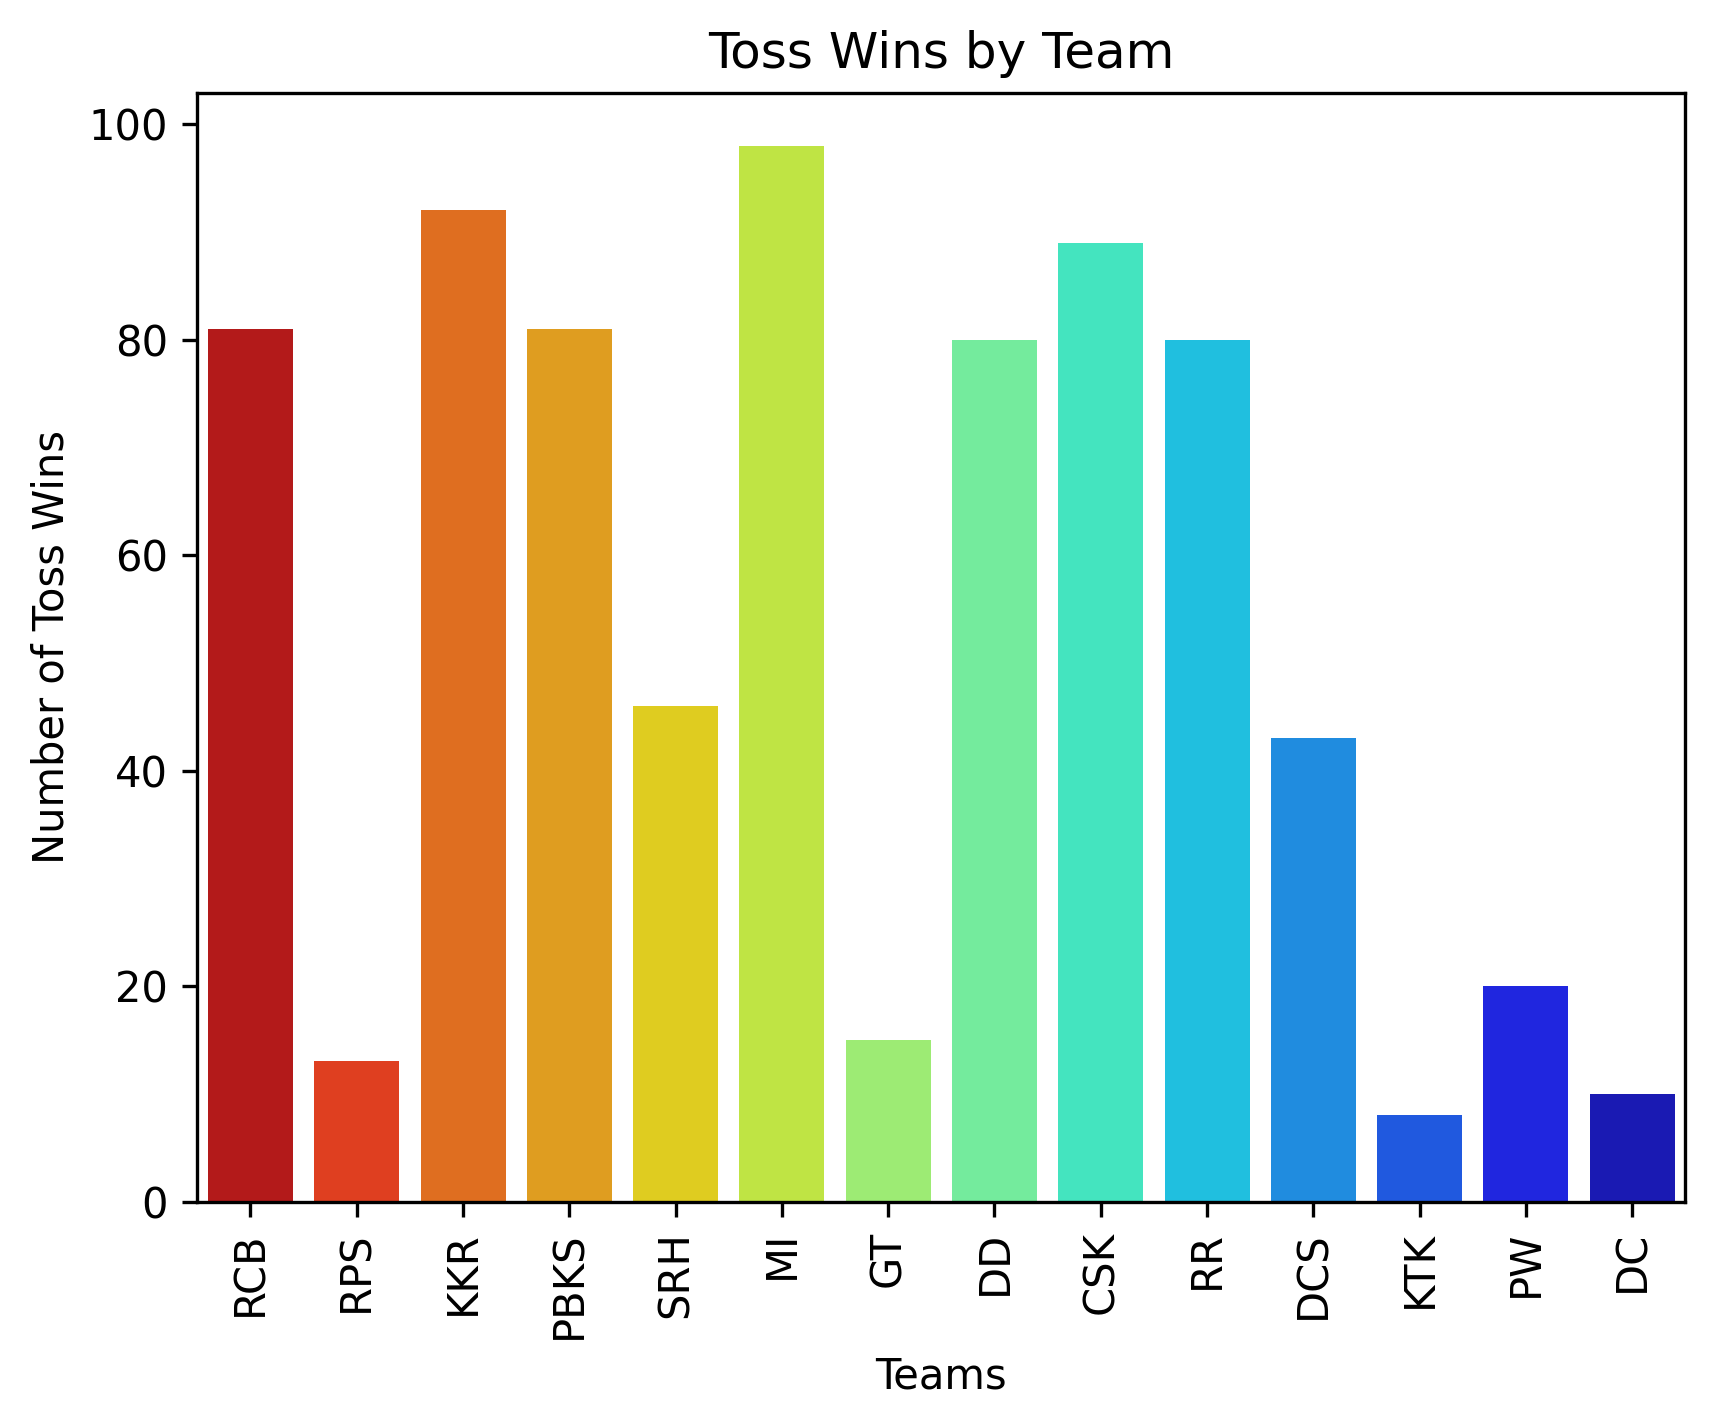 Toss Wins by Team
Number of Toss Wins
100
80
60
40
20
0
RCB
RPS
KKR
PBKS
SRH
MI
GT
DD
CSK
RR
DCS
KTK
PW
DC
Teams